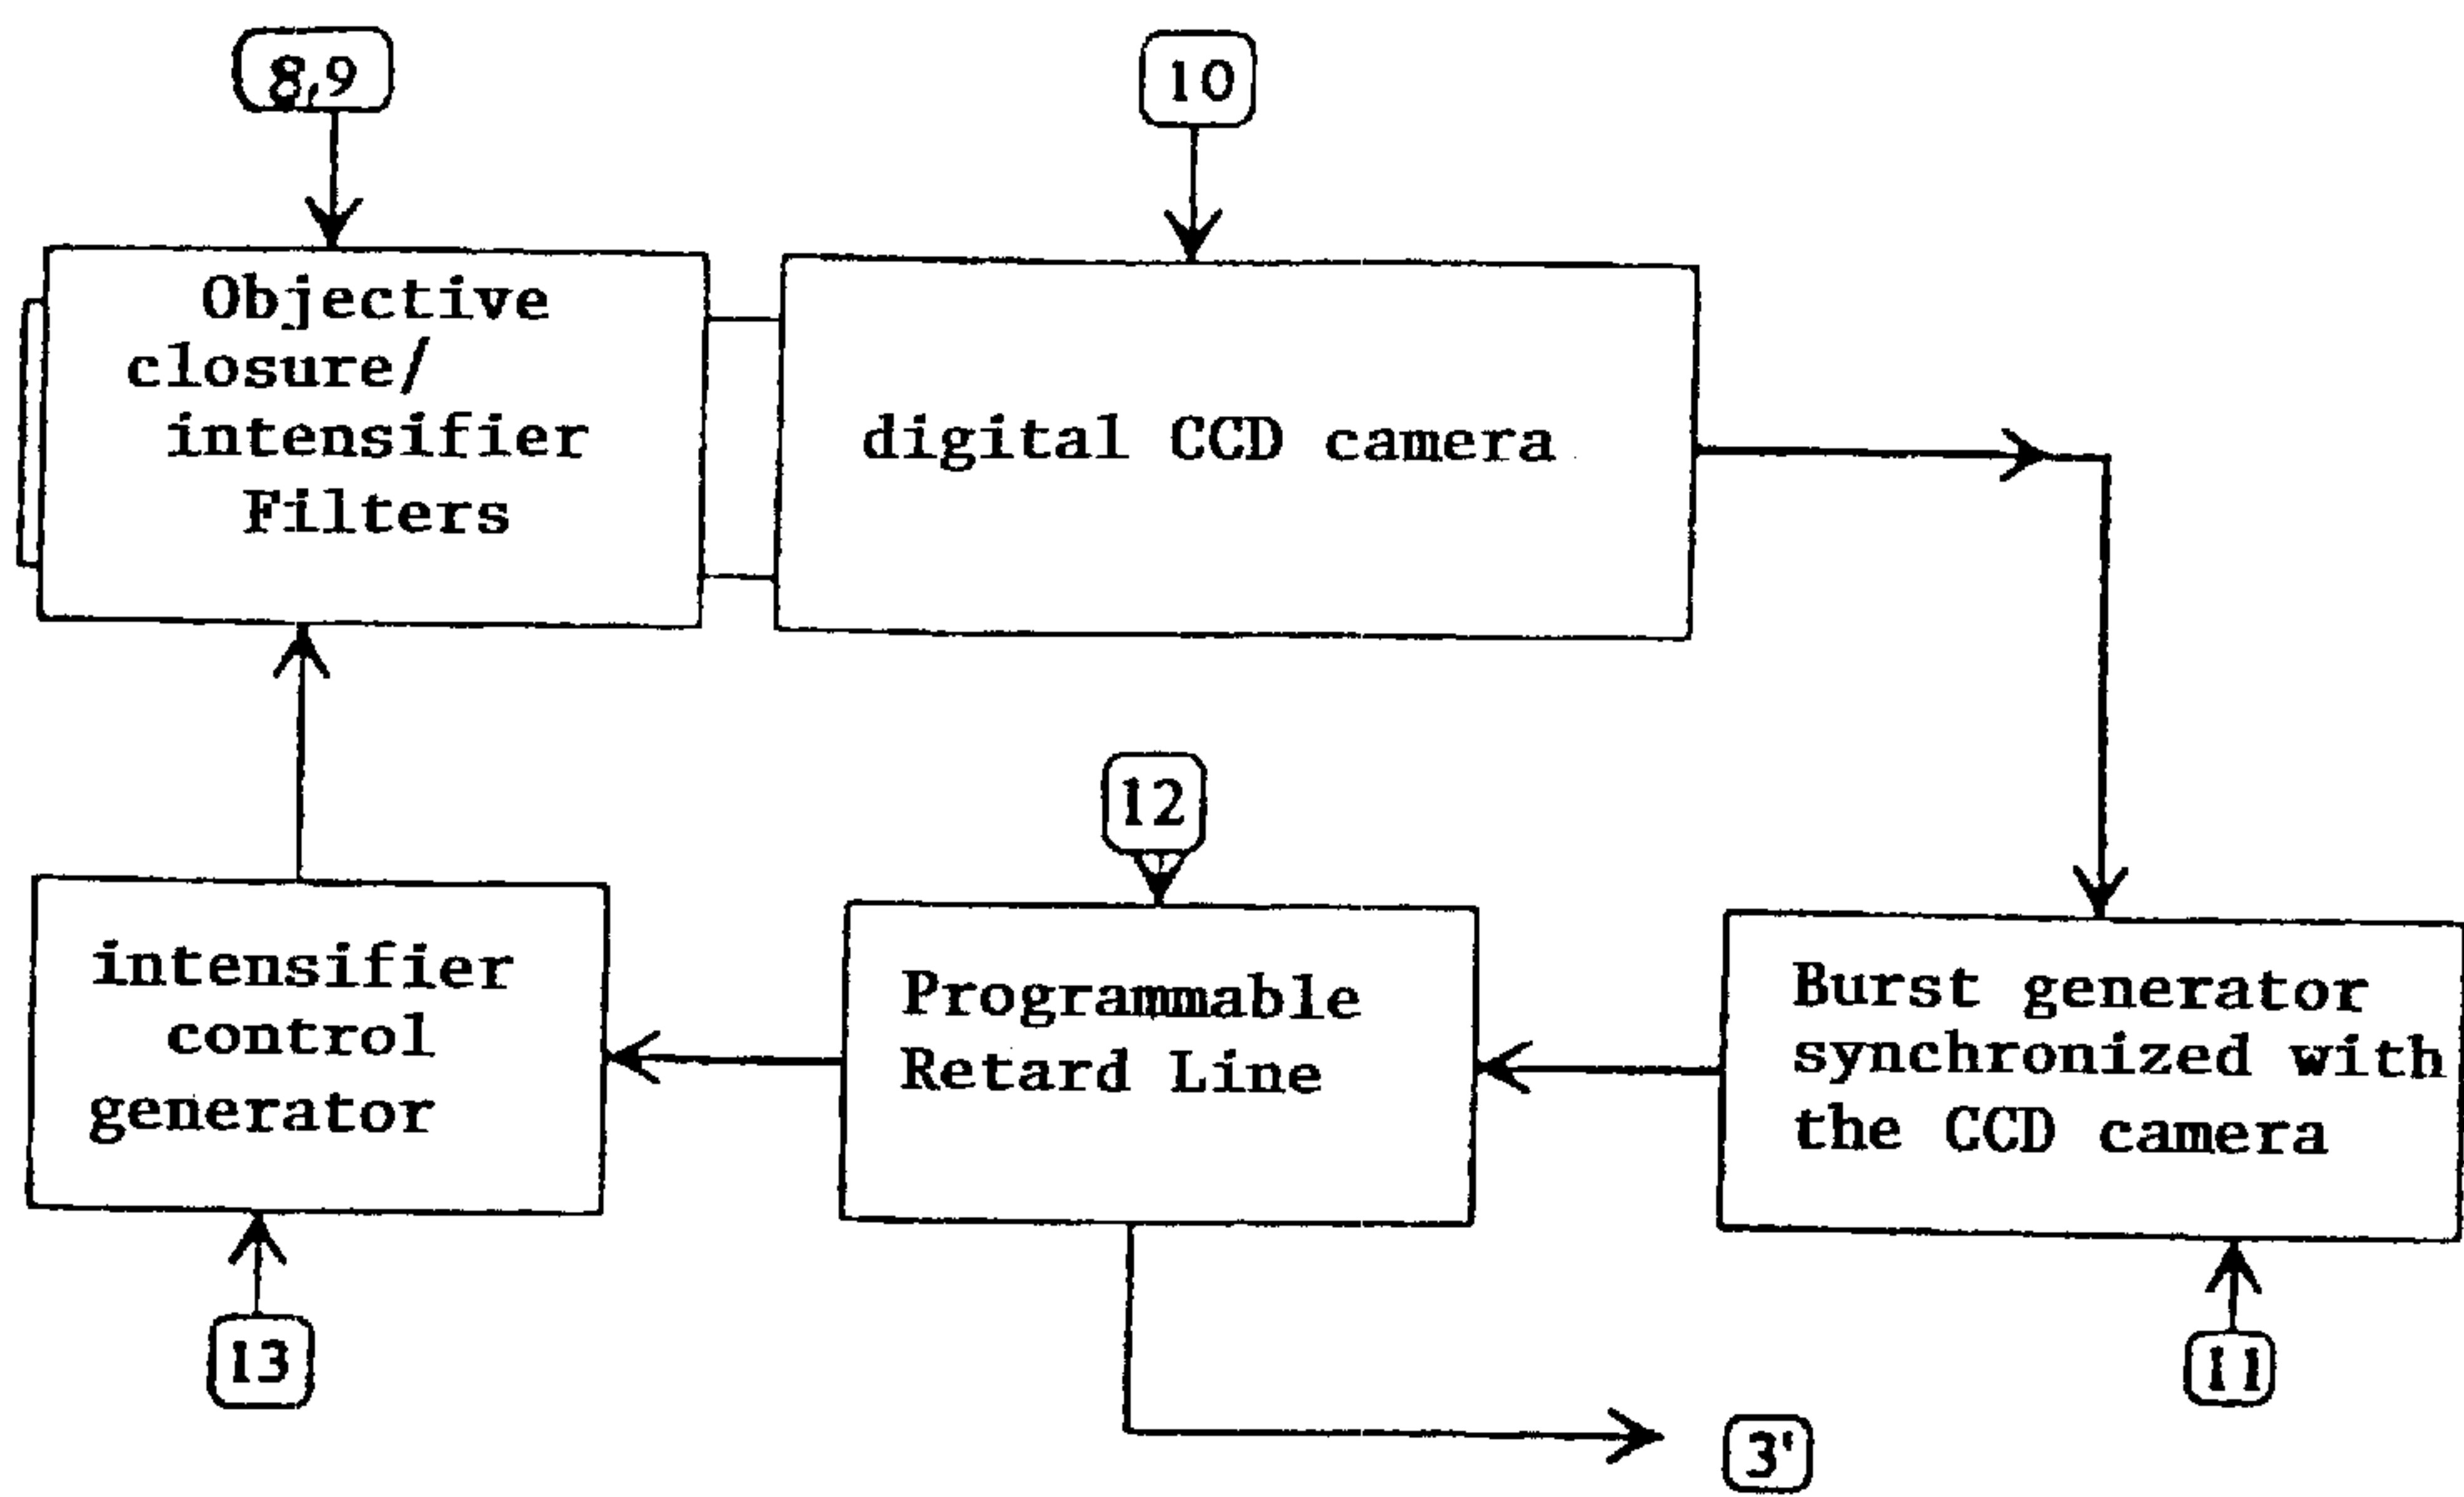 8,9
10
Objective
closure/
intensifier
Filters
digital CCD camera
12
intensifier
control
generator
Programmable
Retard Line
Burst generator
synchronized with
the CCD camera
13
11
3'